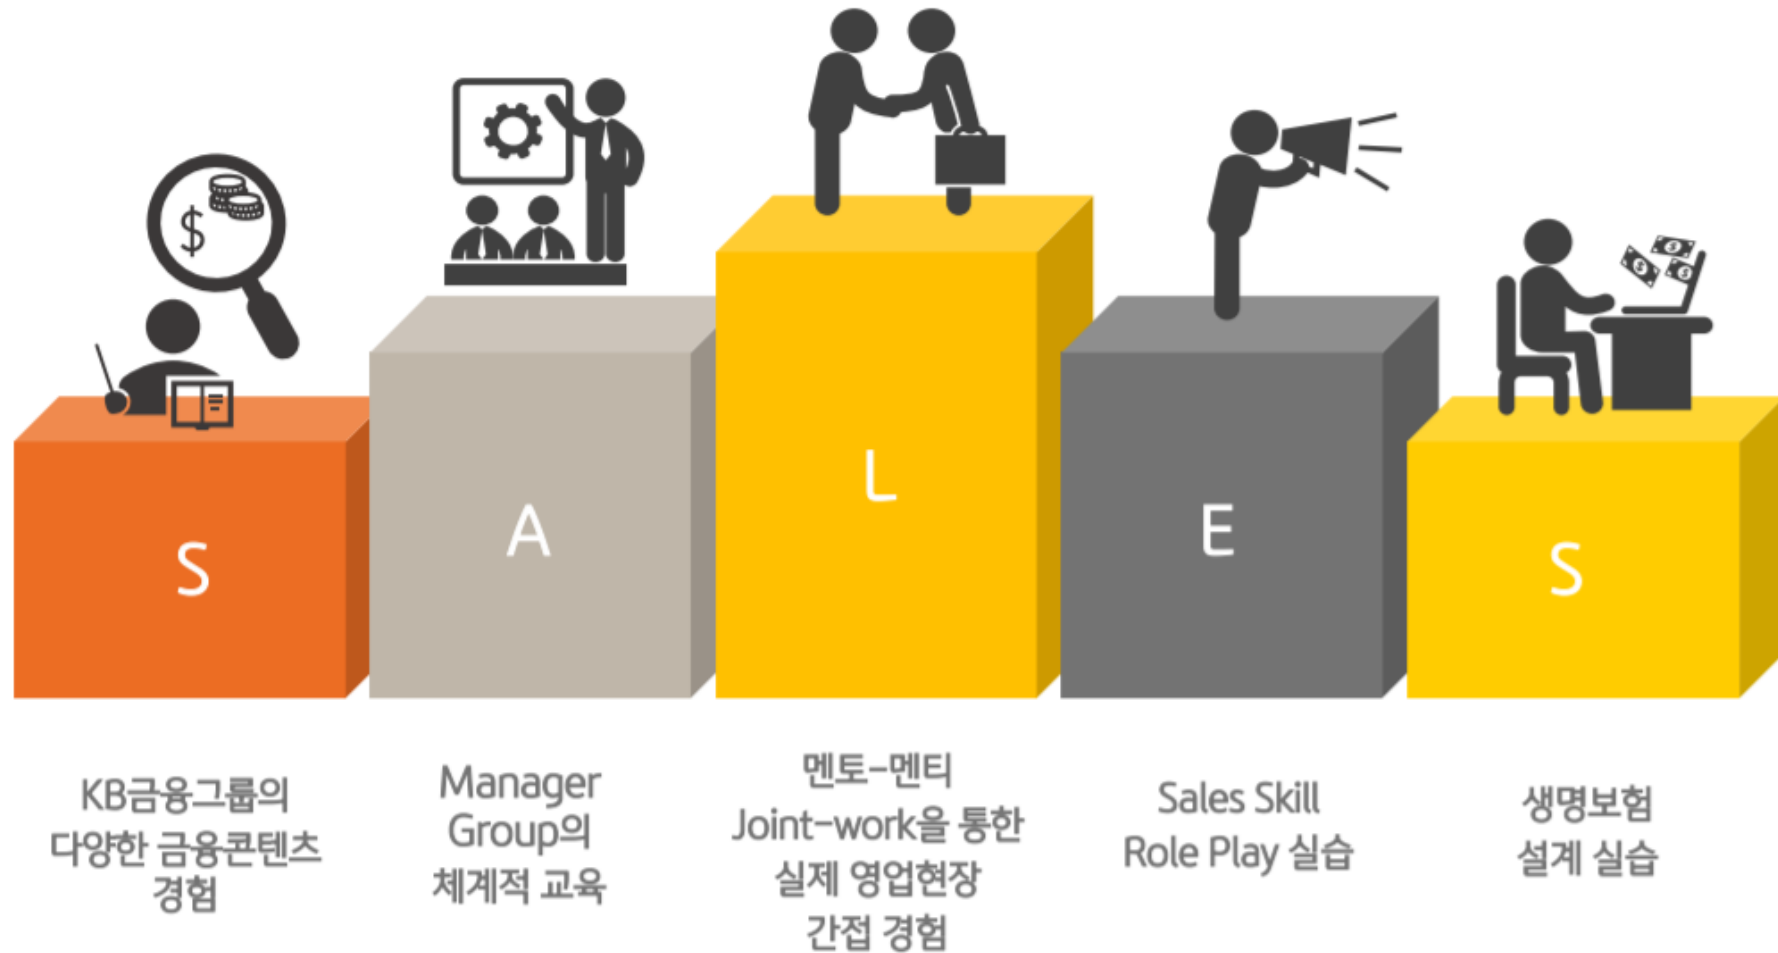 S
A
L
E
S
KB금융그룹의
다양한 금융콘텐츠
경험
Manager
Group의
체계적 교육
멘토-멘티
Joint-work을 통한
실제 영업현장
간접 경험
Sales Skill
Role Play 실습
생명보험
설계 실습